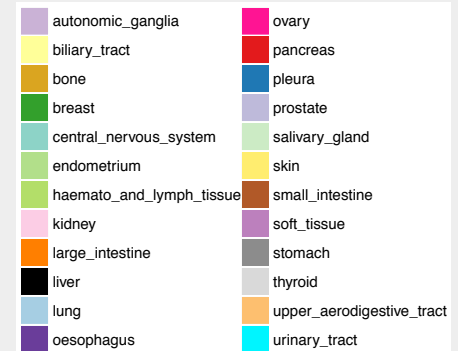 autonomic_ganglia
biliary_tract
bone
breast
central_nervous_system
endometrium
haemato_and_lymph_tissue
kidney
large_intestine
liver
lung
oesophagus
ovary
pancreas
pleura
prostate
salivary_gland
skin
small_intestine
soft_tissue
stomach
thyroid
upper_aerodigestive_tract
urinary_tract